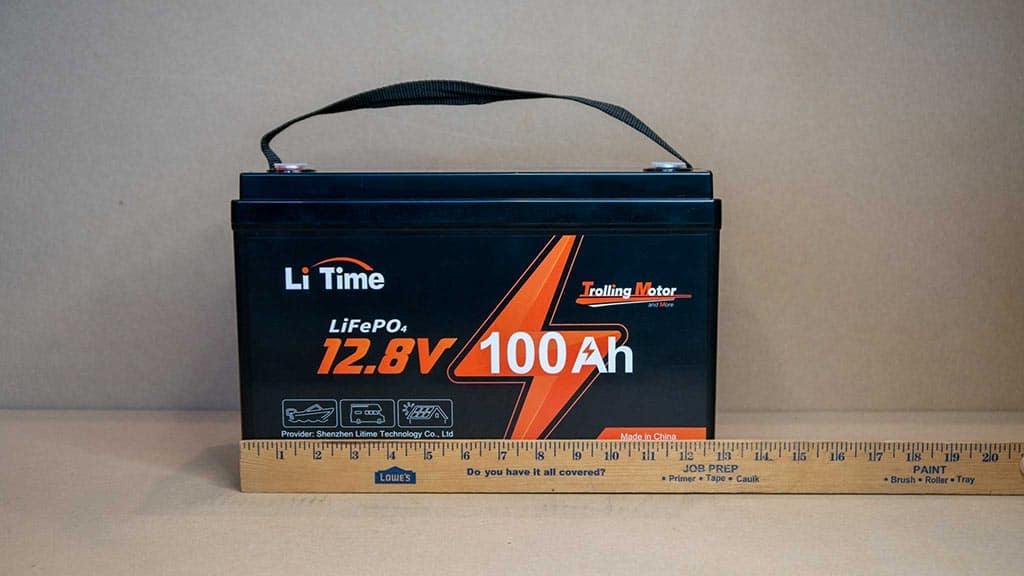 Li Time
Trolling Motor
and More
LiFePO₄
12.8V
100Ah
Provider: Shenzhen Litime Technology Co., Ltd
Made in China
1 2 3 4 5 6 7 8 9 10 11 12 13 14 15 16 17 18 19 20
LOWE'S
Do you have it all covered?
JOB PREP
• Primer • Tape • Caulk
PAINT
• Brush • Roller • Tray